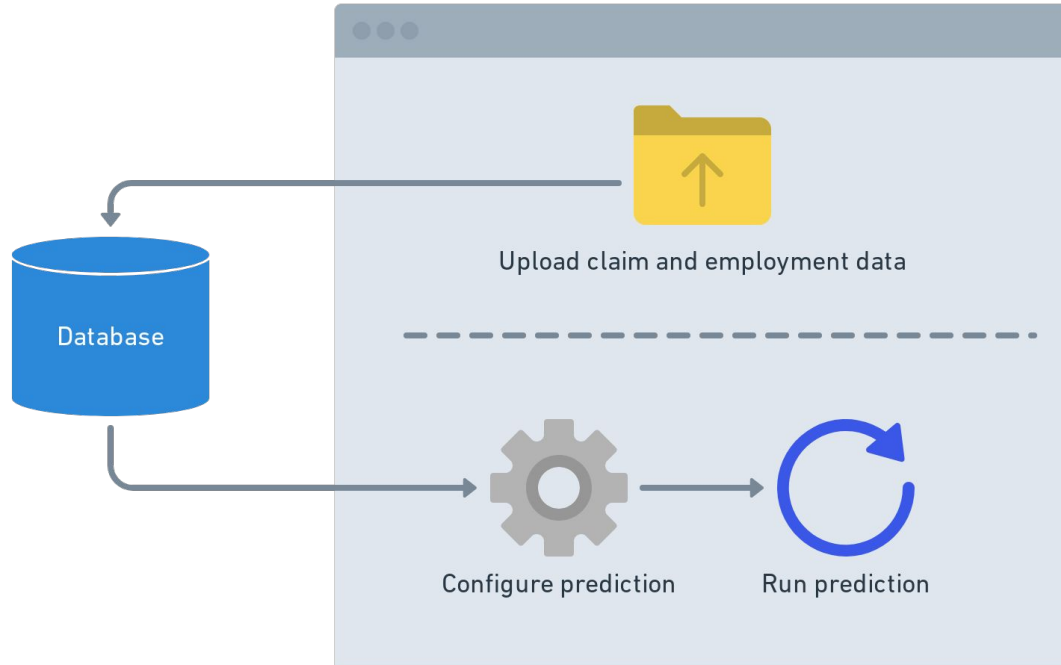 Upload claim and employment data
Database
Configure prediction
Run prediction